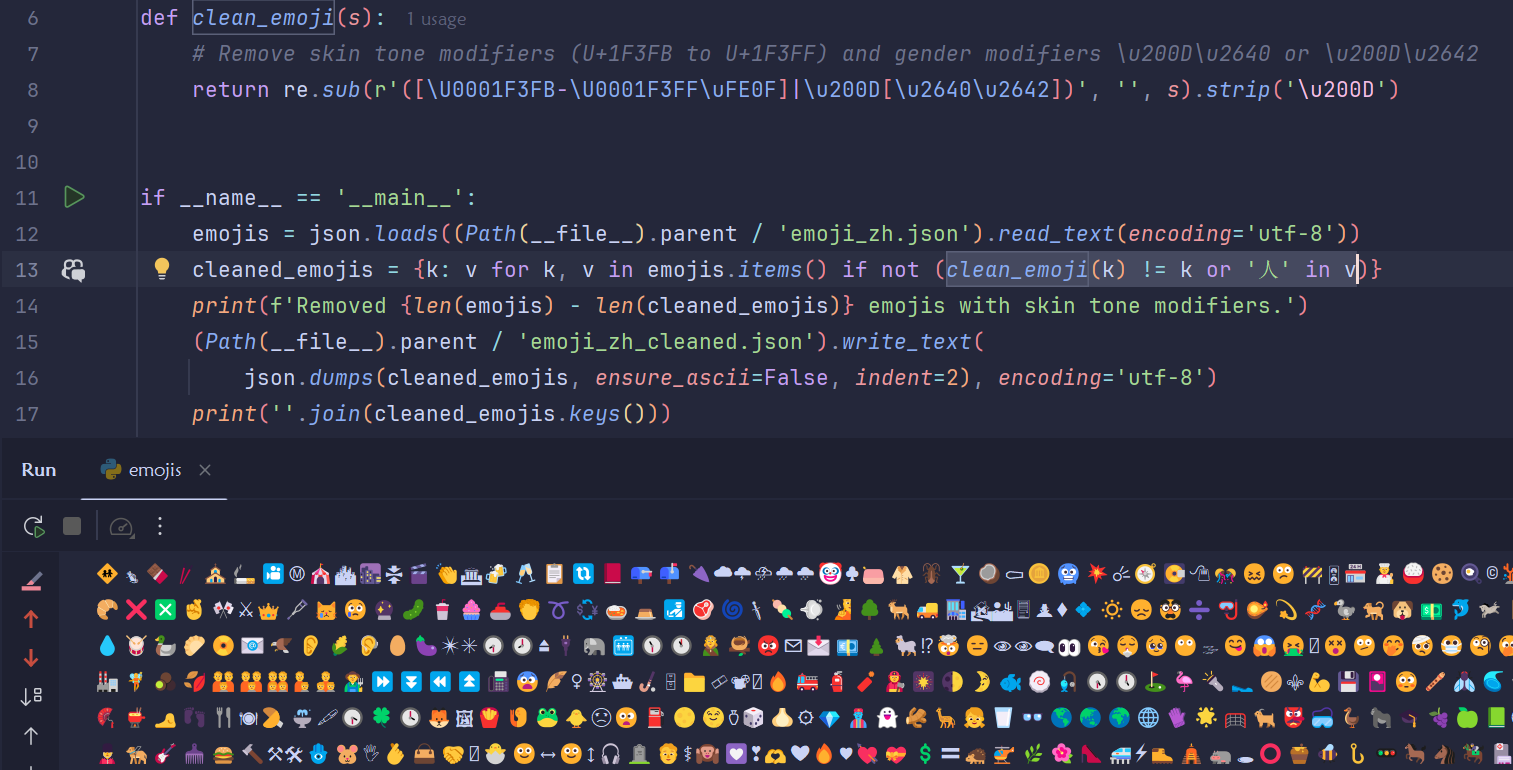 6 def clean_emoji(s): 1 usage
7 # Remove skin tone modifiers (U+1F3FB to U+1F3FF) and gender modifiers \u200D\u2640 or \u200D\u2642
8 return re.sub(r'([\U0001F3FB-\U0001F3FF\uFE0F]|\u200D[\u2640\u2642])', '', s).strip('\u200D')
9
10
11 if __name__ == '__main__':
12 emojis = json.loads((Path(__file__).parent / 'emoji_zh.json').read_text(encoding='utf-8'))
13 cleaned_emojis = {k: v for k, v in emojis.items() if not (clean_emoji(k) != k or '人' in v)}
14 print(f'Removed {len(emojis) - len(cleaned_emojis)} emojis with skin tone modifiers.')
15 (Path(__file__).parent / 'emoji_zh_cleaned.json').write_text(
16 json.dumps(cleaned_emojis, ensure_ascii=False, indent=2), encoding='utf-8')
17 print(''.join(cleaned_emojis.keys()))
Run emojis